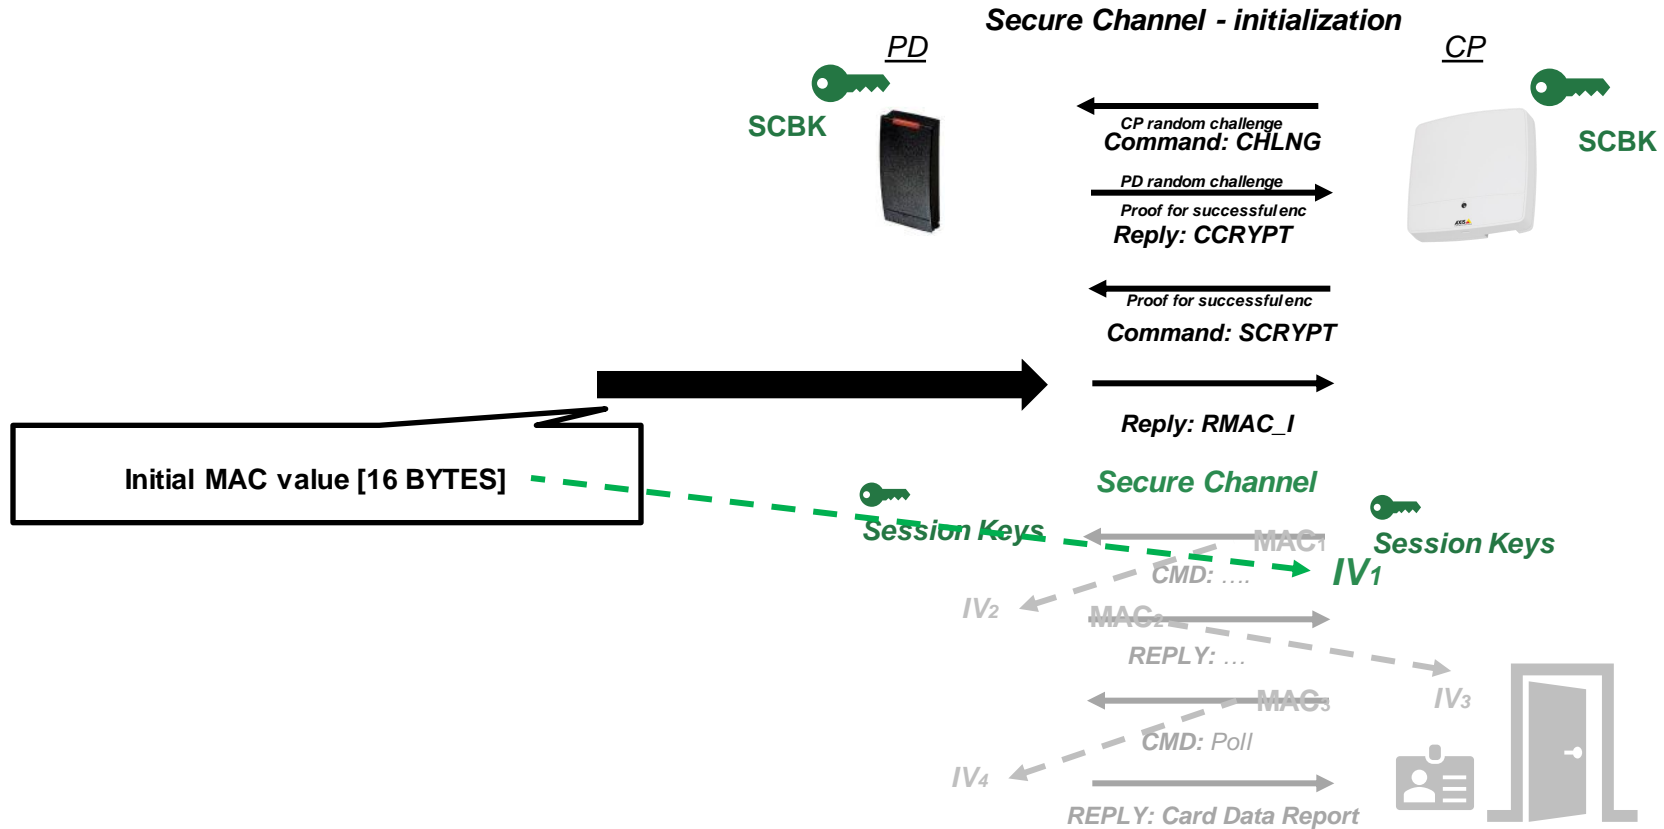 Secure Channel - initialization
PD
CP
SCBK
SCBK
CP random challenge
Command: CHLNG
PD random challenge
Proof for successful enc
Reply: CCRYPT
AXIS
Proof for successful enc
Command: SCRYPT
Reply: RMAC_I
Initial MAC value [16 BYTES]
Secure Channel
Session Keys
Session Keys
MAC1
IV1
CMD: ....
IV2
MAC2
REPLY: ...
IV3
MAC3
CMD: Poll
IV4
REPLY: Card Data Report